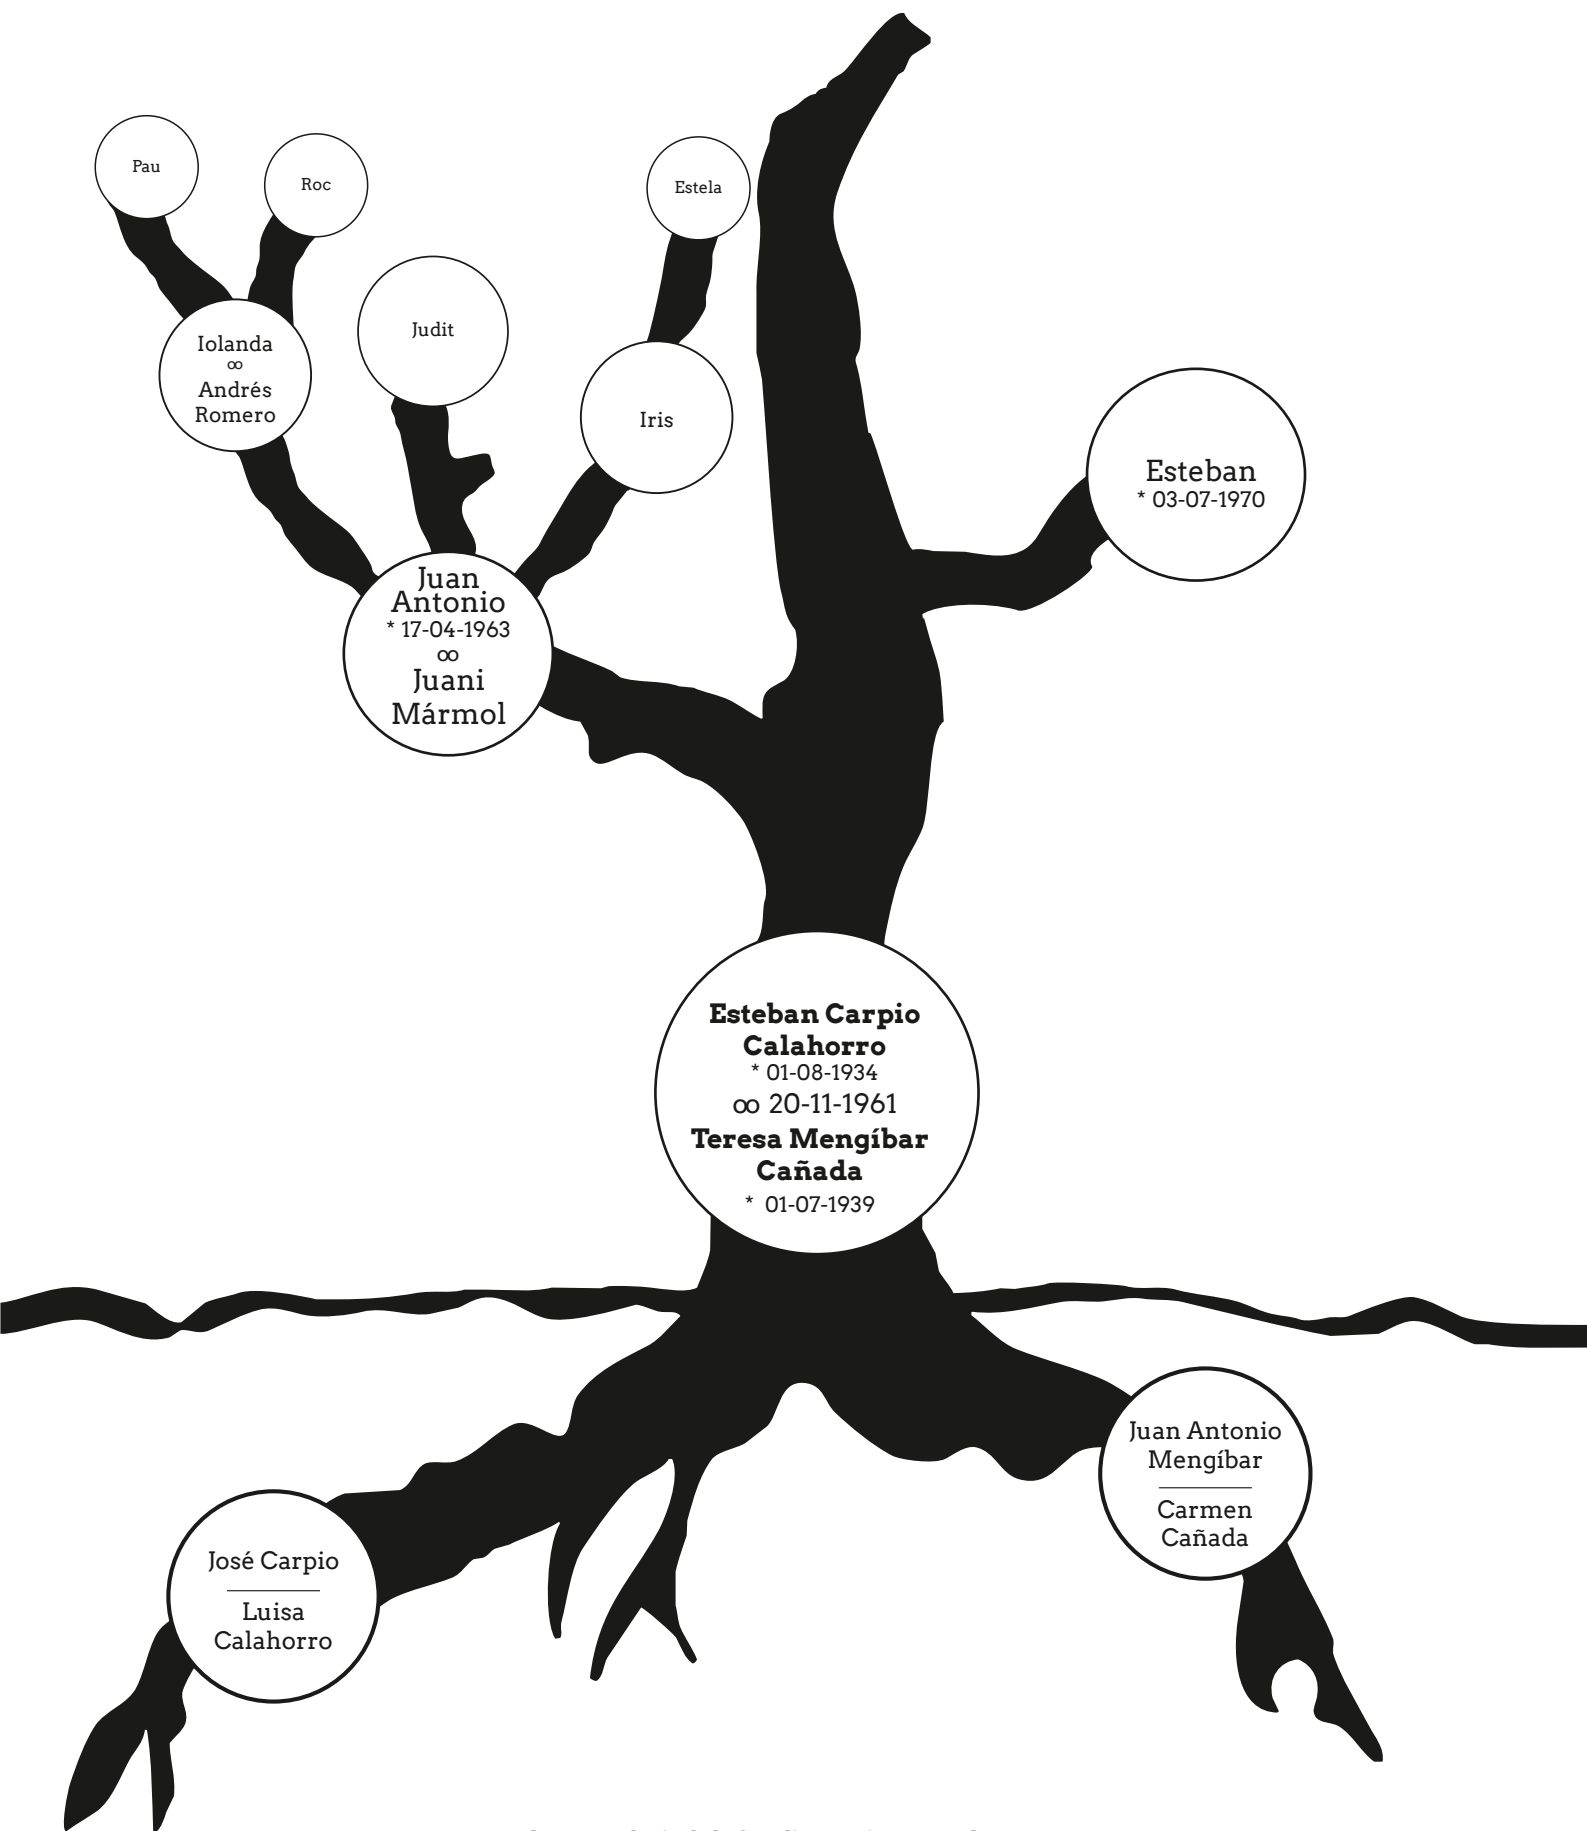 Pau
Roc
Estela
Judit
Iolanda
∞
Andrés
Romero
Iris
Esteban
* 03-07-1970
Juan
Antonio
* 17-04-1963
∞
Juani
Mármol
Esteban Carpio
Calahorro
* 01-08-1934
∞ 20-11-1961
Teresa Mengíbar
Cañada
* 01-07-1939
Juan Antonio
Mengíbar
Carmen
Cañada
José Carpio
Luisa
Calahorro